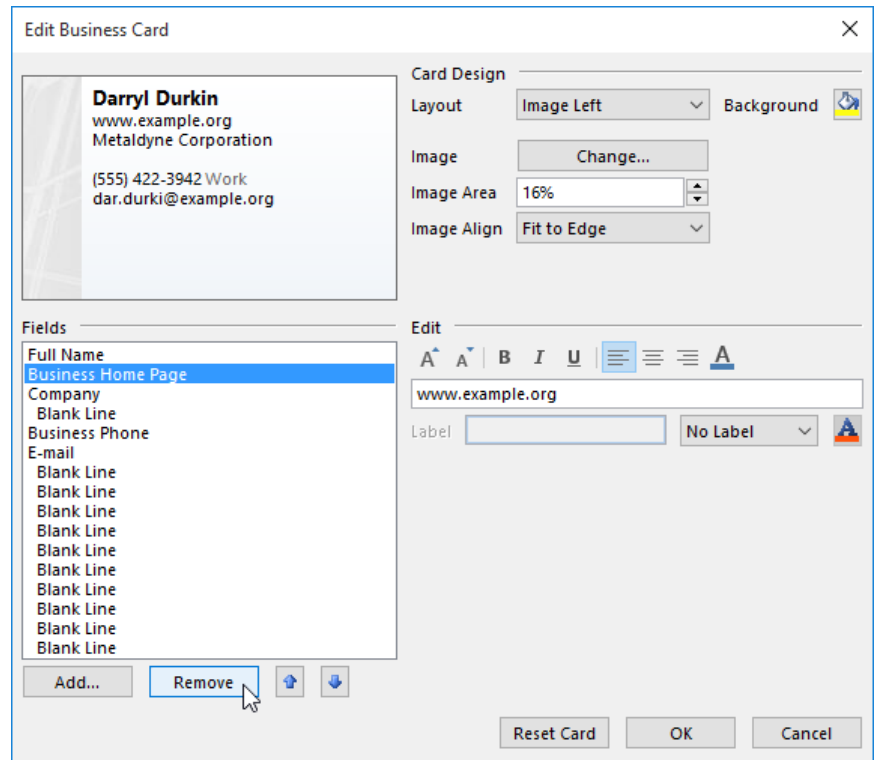 Edit Business Card
Darryl Durkin
www.example.org
Metaldyne Corporation
(555) 422-3942 Work
dar.durki@example.org
Card Design
Layout Image Left Background
Image Change...
Image Area 16%
Image Align Fit to Edge
Fields
Full Name
Business Home Page
Company
Blank Line
Business Phone
E-mail
Blank Line
Blank Line
Blank Line
Blank Line
Blank Line
Blank Line
Blank Line
Blank Line
Blank Line
Blank Line
Add... Remove
Edit
A A B I U A
www.example.org
Label No Label A
Reset Card OK Cancel